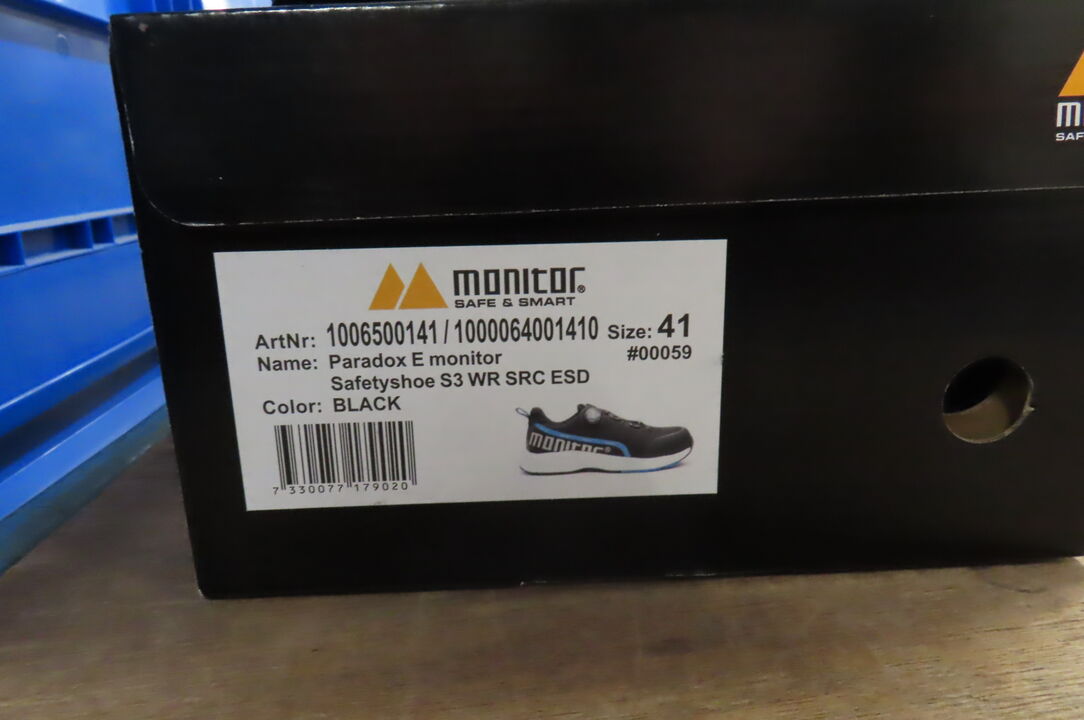 monitor®
SAFE & SMART
ArtNr: 1006500141 / 1000064001410 Size: 41
#00059
Name: Paradox E monitor
Safetyshoe S3 WR SRC ESD
Color: BLACK
monitor®
7 330077 179020